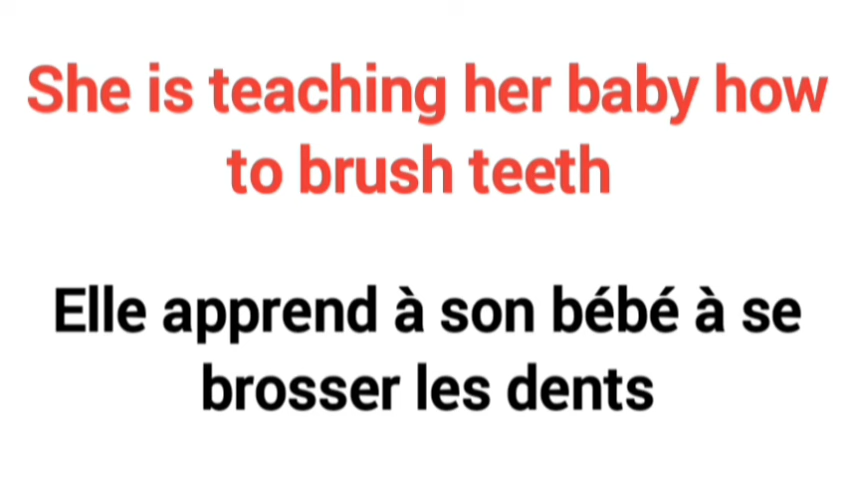 She is teaching her baby how
to brush teeth
Elle apprend à son bébé à se
brosser les dents